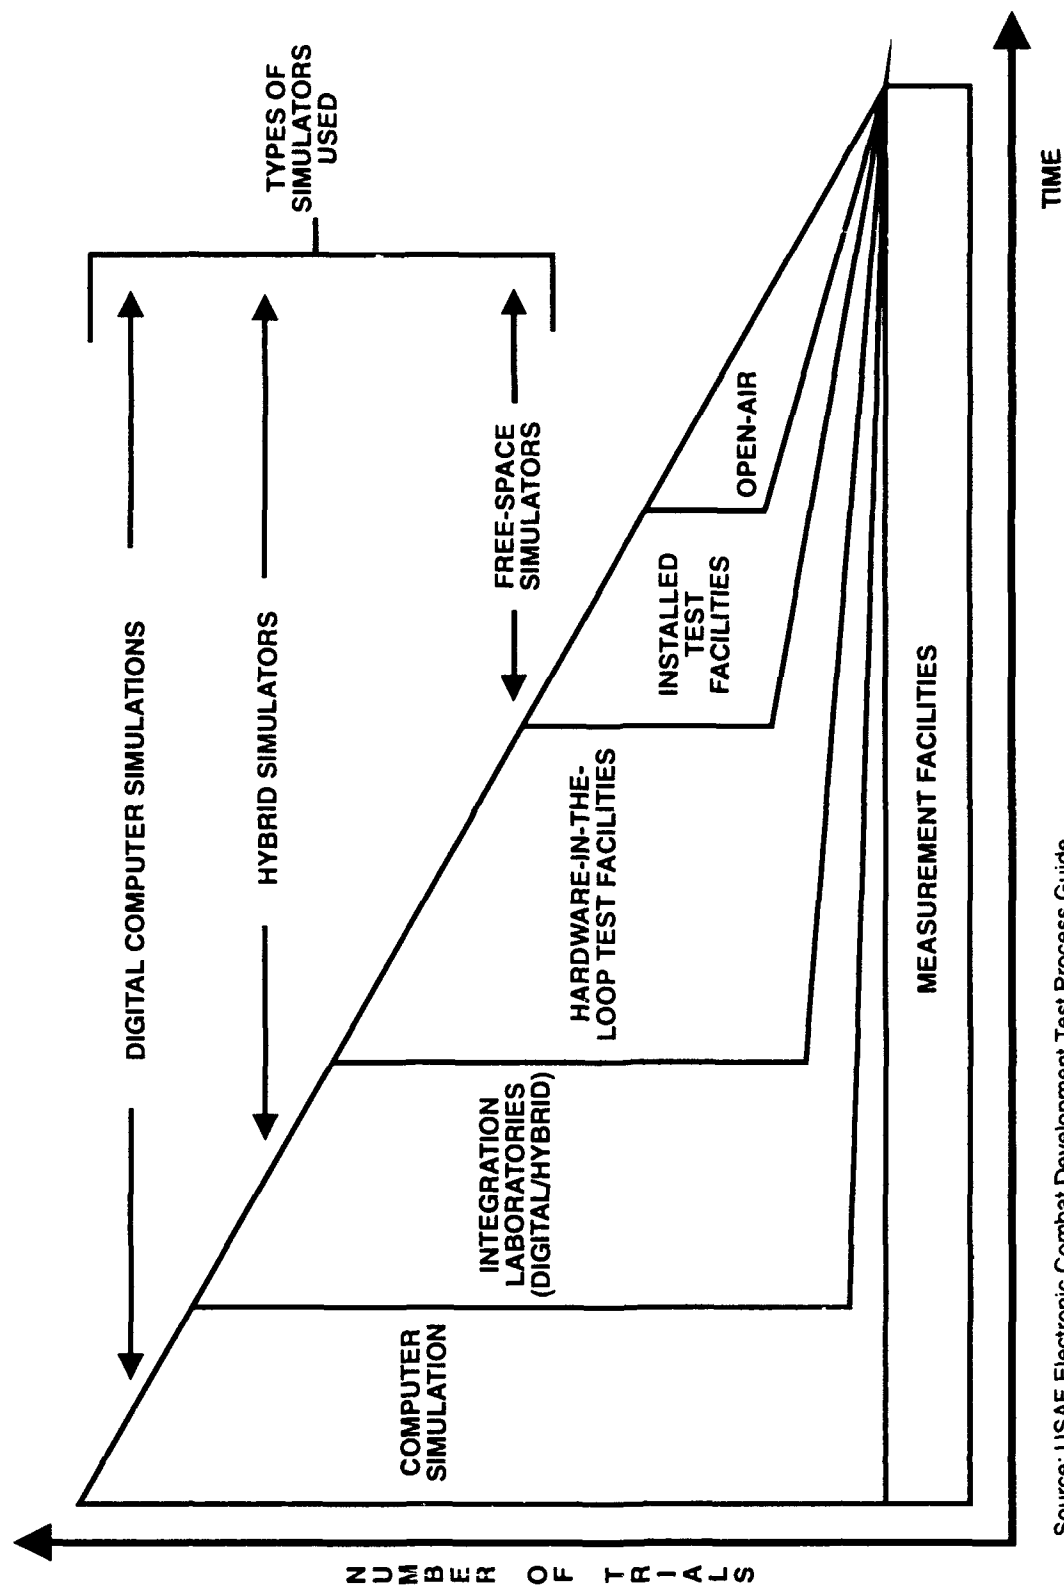 TYPES OF
SIMULATORS
USED
DIGITAL COMPUTER SIMULATIONS
HYBRID SIMULATORS
FREE-SPACE
SIMULATORS
COMPUTER
SIMULATION
INTEGRATION
LABORATORIES
(DIGITAL/HYBRID)
HARDWARE-IN-THE-
LOOP TEST FACILITIES
INSTALLED
TEST
FACILITIES
OPEN-AIR
MEASUREMENT FACILITIES
NUMBER OF TRIALS
TIME
Source: USAF Electronic Combat Development Test Process Guide